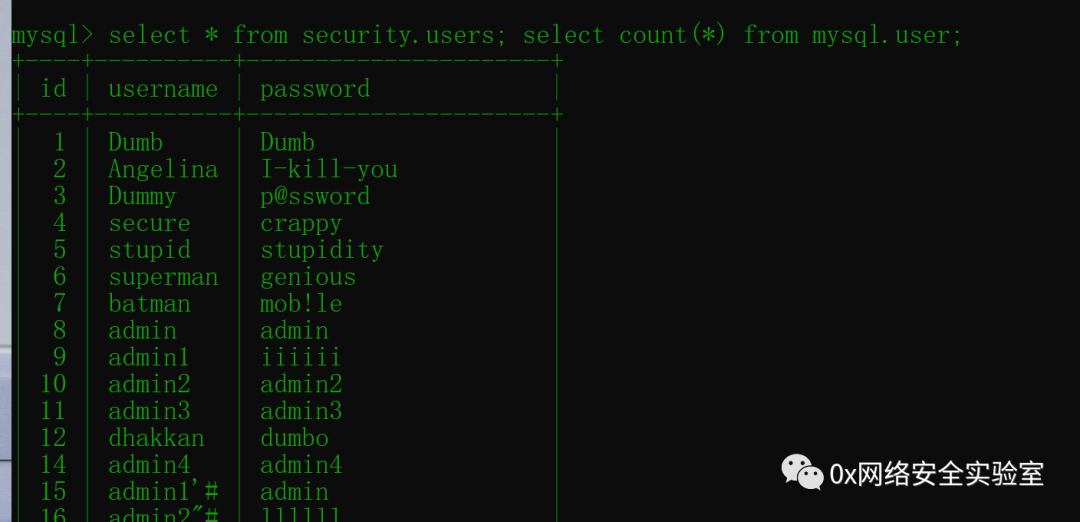 mysql> select * from security.users; select count(*) from mysql.user;
+----+----------+----------------------+
| id | username | password |
+----+----------+----------------------+
| 1 | Dumb | Dumb |
| 2 | Angelina | I-kill-you |
| 3 | Dummy | p@ssword |
| 4 | secure | crappy |
| 5 | stupid | stupidity |
| 6 | superman | genious |
| 7 | batman | mob!le |
| 8 | admin | admin |
| 9 | admin1 | iiiiii |
| 10 | admin2 | admin2 |
| 11 | admin3 | admin3 |
| 12 | dhakkan | dumbo |
| 14 | admin4 | admin4 |
| 15 | admin1'# | admin |
| 16 | admin2"# |
0x网络安全实验室